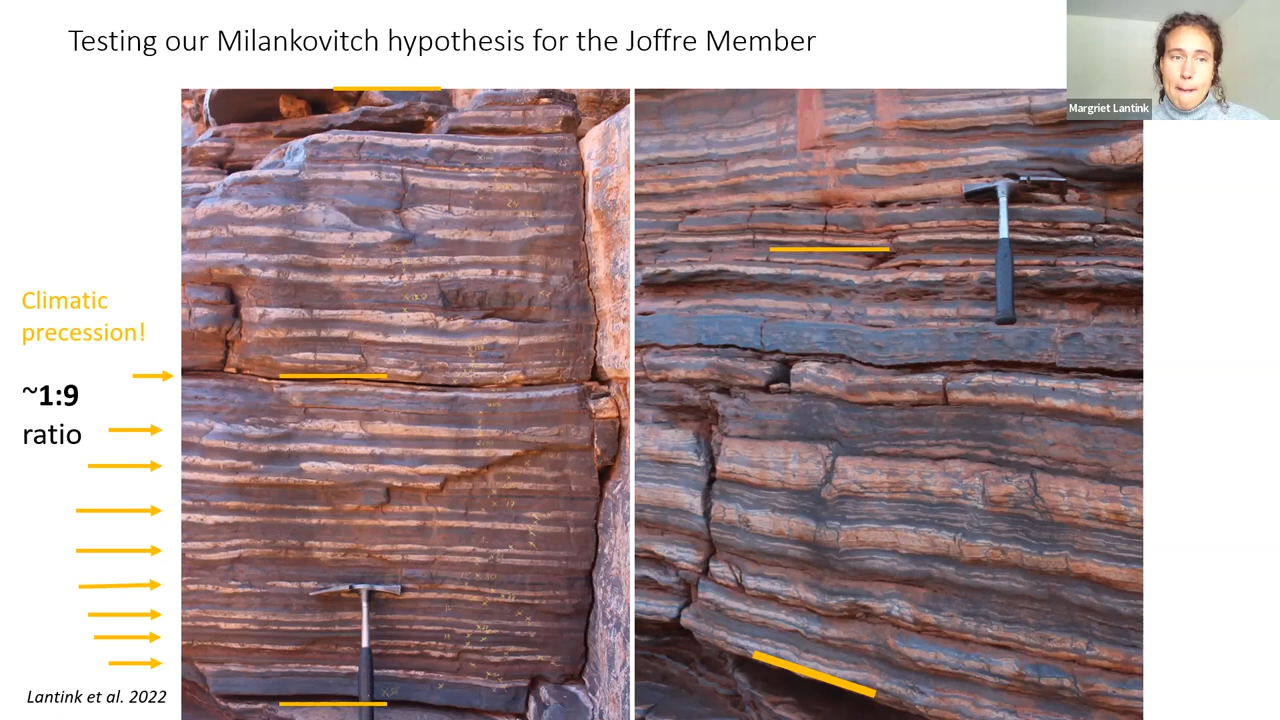 Testing our Milankovitch hypothesis for the Joffre Member
Margriet Lantink
Climatic
precession!
~1:9
ratio
Lantink et al. 2022